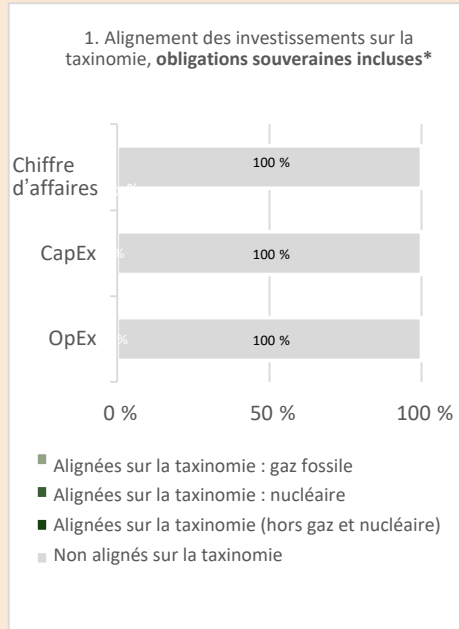 1. Alignement des investissements sur la
taxinomie, obligations souveraines incluses*
Chiffre
d’affaires
100 %
%
CapEx
%
100 %
OpEx
%
100 %
0 %
50 %
100 %
Alignées sur la taxinomie : gaz fossile
Alignées sur la taxinomie : nucléaire
Alignées sur la taxinomie (hors gaz et nucléaire)
Non alignés sur la taxinomie